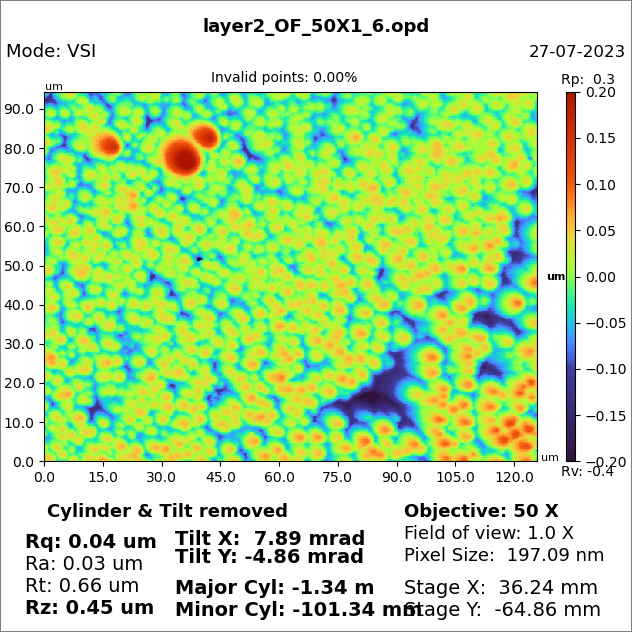 layer2_OF_50X1_6.opd
Mode: VSI
27-07-2023
Invalid points: 0.00%
Rp:  0.3
um
90.0
80.0
70.0
60.0
50.0
40.0
30.0
20.0
10.0
0.0
0.0 15.0 30.0 45.0 60.0 75.0 90.0 105.0 120.0
um
0.20
0.15
0.10
0.05
um 0.00
−0.05
−0.10
−0.15
−0.20
Rv: -0.4
Cylinder & Tilt removed
Rq: 0.04 um
Ra: 0.03 um
Rt: 0.66 um
Rz: 0.45 um
Tilt X:  7.89 mrad
Tilt Y: -4.86 mrad
Major Cyl: -1.34 m
Minor Cyl: -101.34 mm
Objective: 50 X
Field of view: 1.0 X
Pixel Size:  197.09 nm
Stage X:  36.24 mm
Stage Y:  -64.86 mm